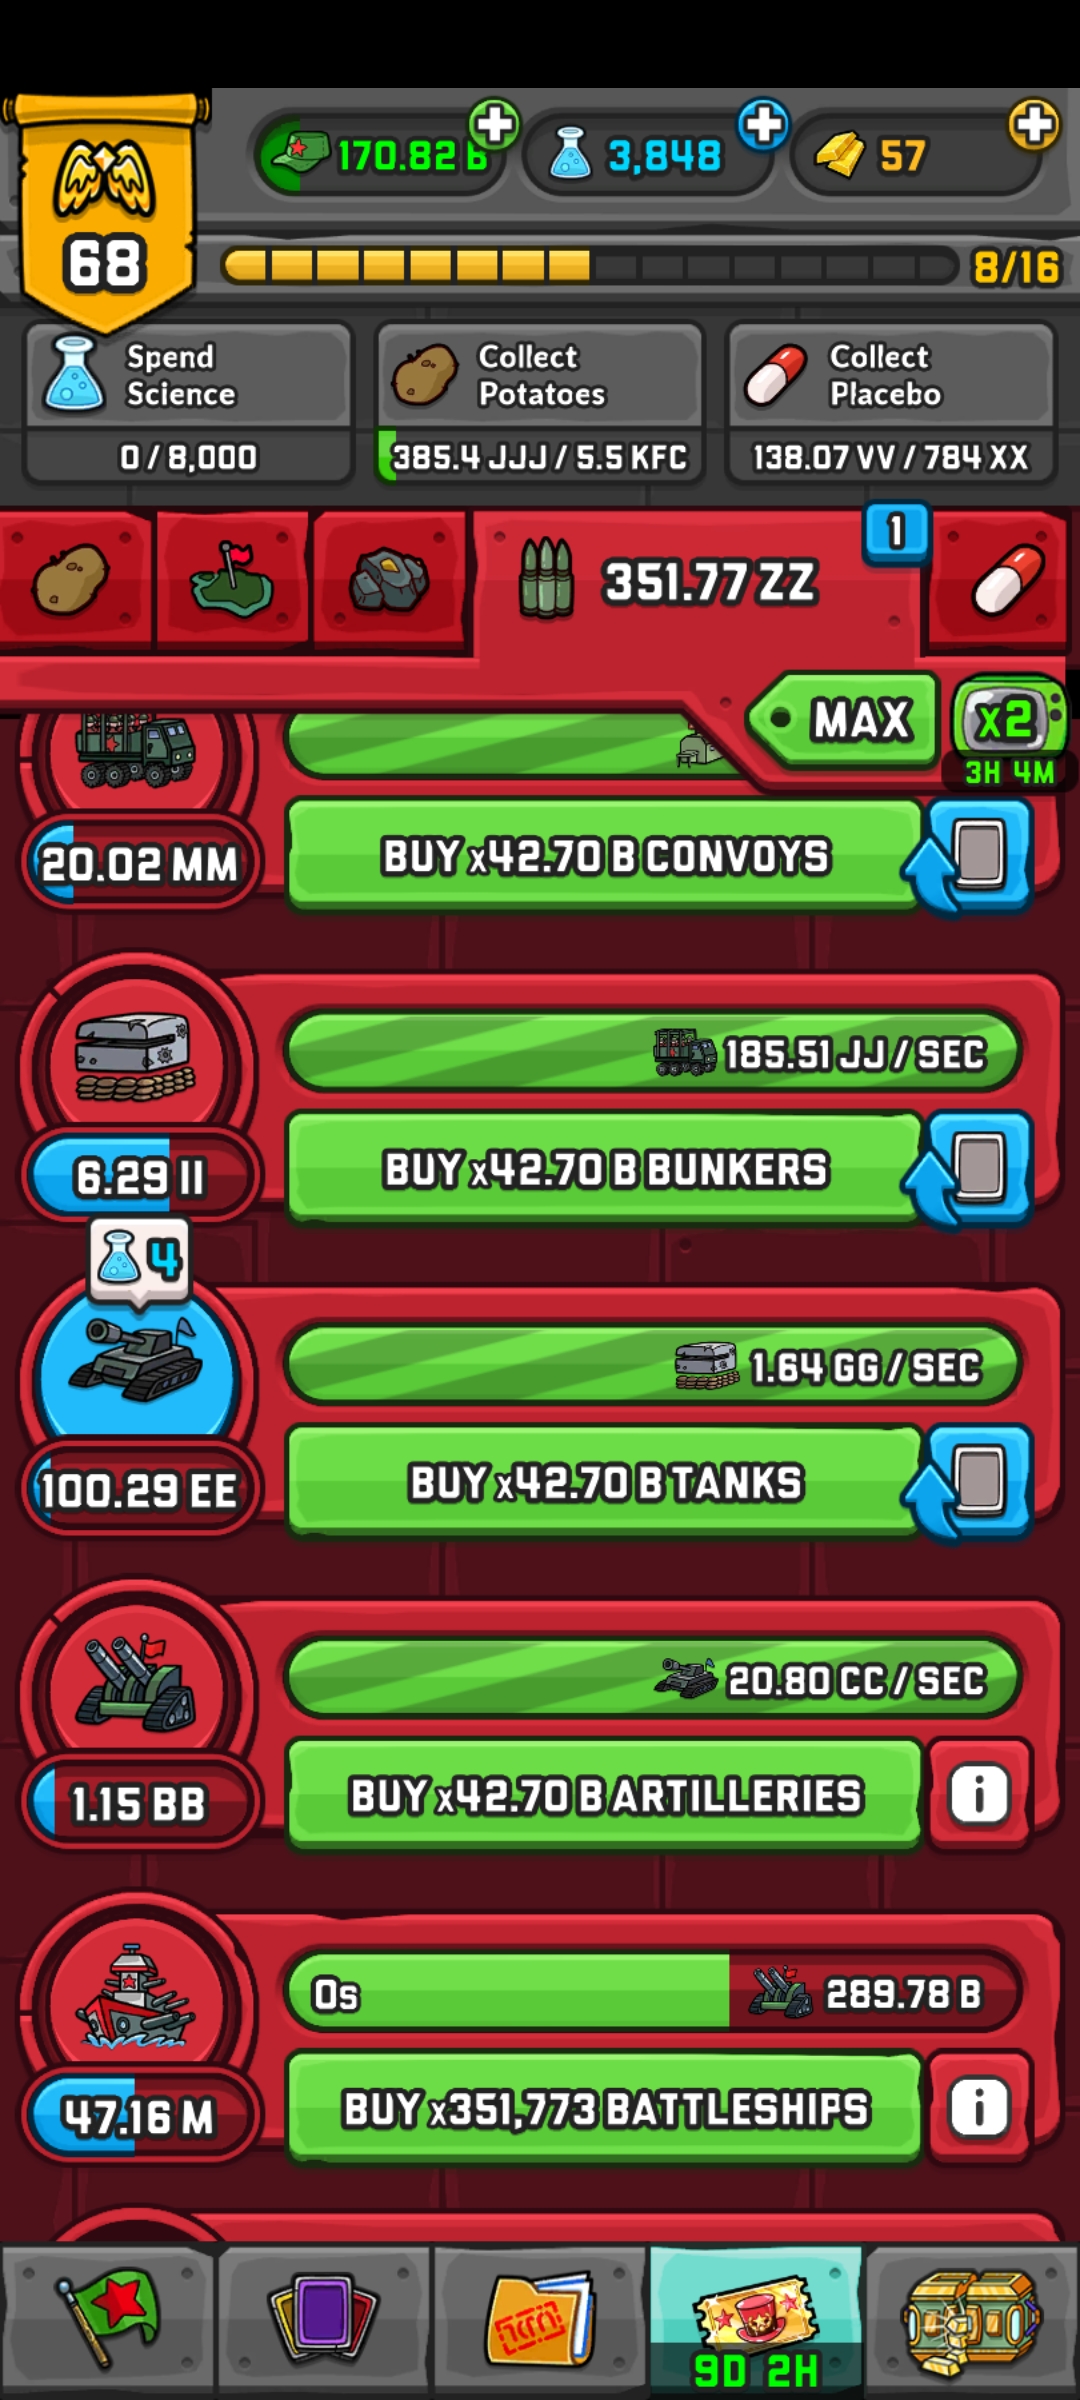 170.82 B
3,848
57
68
8/16
Spend
Science
0 / 8,000
Collect
Potatoes
385.4 JJJ / 5.5 KFC
Collect
Placebo
138.07 VV / 784 XX
351.77 ZZ
1
MAX
x2
3H 4M
20.02 MM
BUY x42.70 B CONVOYS
185.51 JJ / SEC
6.29 II
BUY x42.70 B BUNKERS
4
1.64 GG / SEC
100.29 EE
BUY x42.70 B TANKS
20.80 CC / SEC
1.15 BB
BUY x42.70 B ARTILLERIES
i
0s
289.78 B
47.16 M
BUY x351,773 BATTLESHIPS
i
9D 2H